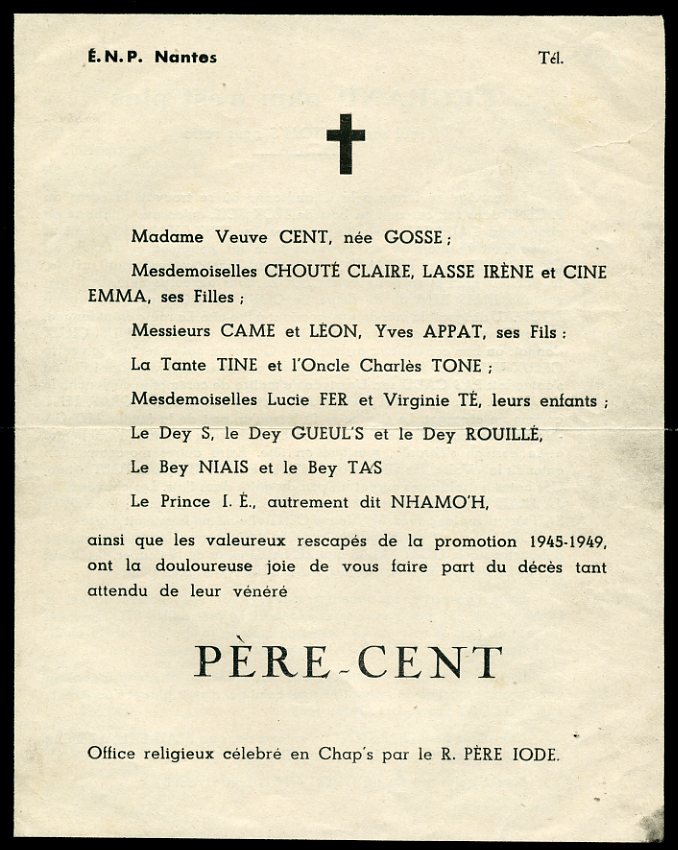 É.N.P. Nantes Tél.
Madame Veuve CENT, née GOSSE ;
Mesdemoiselles CHOUTÉ CLAIRE, LASSE IRÈNE et CINE
EMMA, ses Filles ;
Messieurs CAME et LÉON, Yves APPAT, ses Fils :
La Tante TINE et l'Oncle Charlès TONE ;
Mesdemoiselles Lucie FER et Virginie TÉ, leurs enfants ;
Le Dey S, le Dey GUEUL'S et le Dey ROUILLÉ,
Le Bey NIAIS et le Bey TA'S
Le Prince I. É., autrement dit NHAMO'H,
ainsi que les valeureux rescapés de la promotion 1945-1949,
ont la douloureuse joie de vous faire part du décès tant
attendu de leur vénéré
PÈRE-CENT
Office religieux célebré en Chap's par le R. PÈRE IODE.